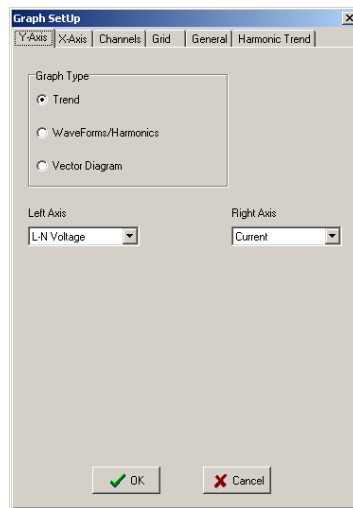 Graph SetUp
Y-Axis X-Axis Channels Grid General Harmonic Trend
Graph Type
Trend
WaveForms/Harmonics
Vector Diagram
Left Axis Right Axis
L-N Voltage Current
OK Cancel